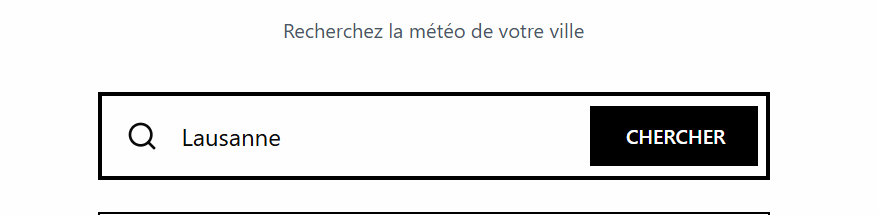 Recherchez la météo de votre ville
Lausanne
CHERCHER